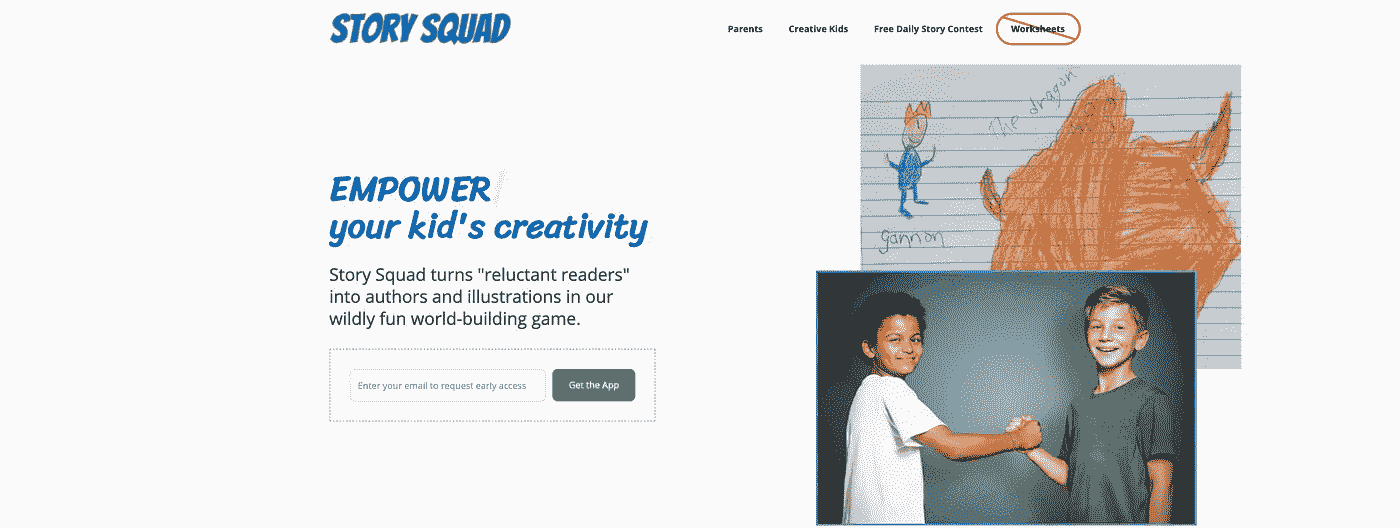 STORY SQUAD
Parents
Creative Kids
Free Daily Story Contest
Worksheets
The dragon
gannon
EMPOWER
your kid's creativity
Story Squad turns "reluctant readers"
into authors and illustrations in our
wildly fun world-building game.
Enter your email to request early access
Get the App